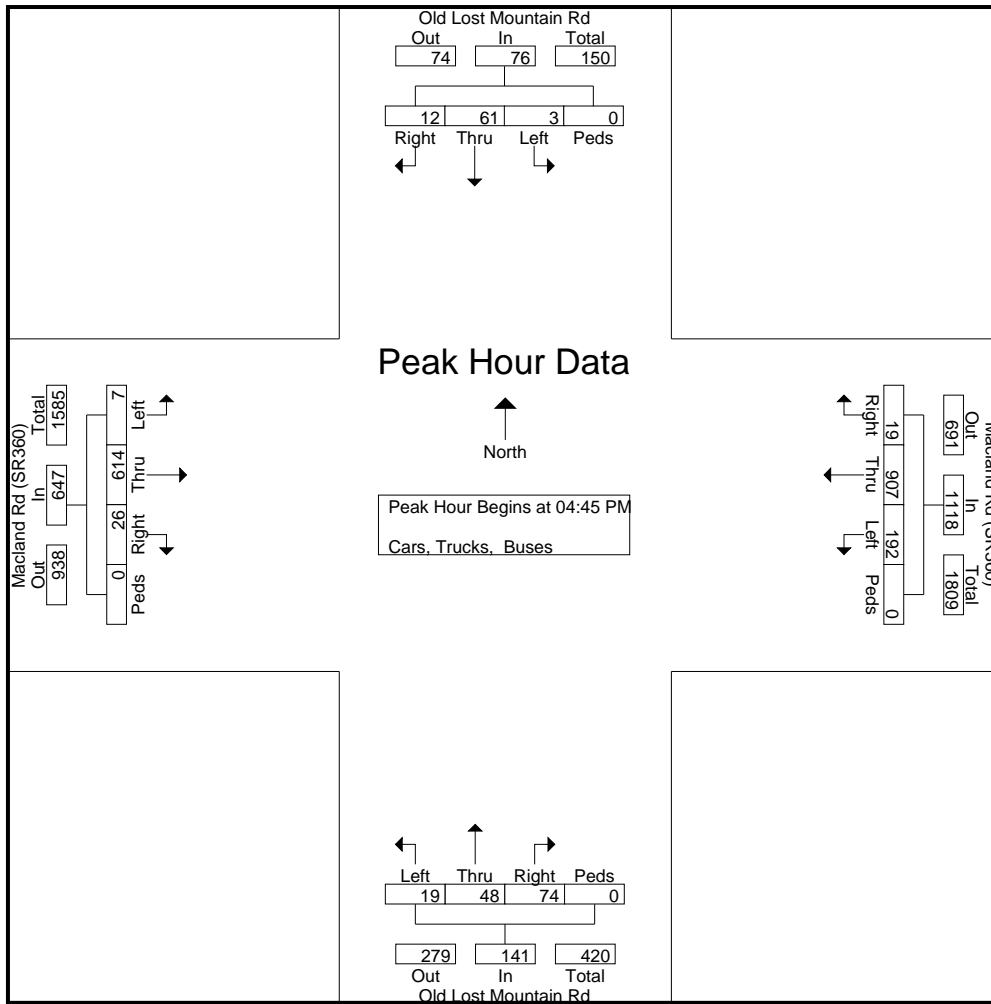 Old Lost Mountain Rd
Out In Total
74 76 150
12 61 3 0
Right Thru Left Peds
Peak Hour Data
North
Peak Hour Begins at 04:45 PM
Cars, Trucks, Buses
Macland Rd (SR360)
Out In Total
938 647 1585
7 614 26 0
Left Thru Right Peds
Macland Rd (SR360)
Out In Total
691 1118 1809
19 907 192 0
Right Thru Left Peds
Left Thru Right Peds
19 48 74 0
279 141 420
Out In Total
Old Lost Mountain Rd